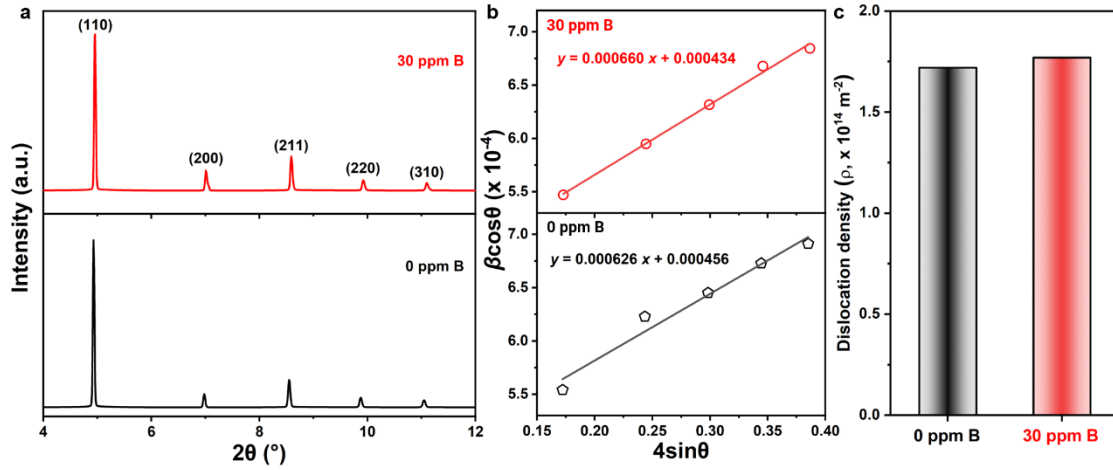 a
(110)
30 ppm B
(200)
(211)
(220)
(310)
0 ppm B
Intensity (a.u.)
4 6 8 10 12
2θ (°)
b
30 ppm B
y = 0.000660 x + 0.000434
7.0
6.5
6.0
5.5
0 ppm B
y = 0.000626 x + 0.000456
7.0
6.5
6.0
5.5
βcosθ (x 10-4)
0.15 0.20 0.25 0.30 0.35 0.40
4sinθ
c
2.0
1.5
1.0
0.5
0.0
Dislocation density (ρ, x 10¹⁴ m⁻²)
0 ppm B 30 ppm B